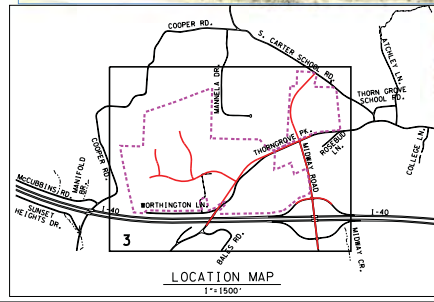 COOPER RD.
S. CARTER SCHOOL RD.
ATCHLEY LN.
MANNELA DR.
THORN GROVE
SCHOOL RD.
COOPER RD.
THORNGROVE PK.
ROSEBUD
LN.
COLLEGE LN.
MIDWAY ROAD
MANIFOLD
BR.
McCUBBINS RD.
SUNSET
HEIGHTS DR.
WORTHINGTON LN.
I-40
I-40
3
BALES RD.
MIDWAY CR.
LOCATION MAP
1"=1500'